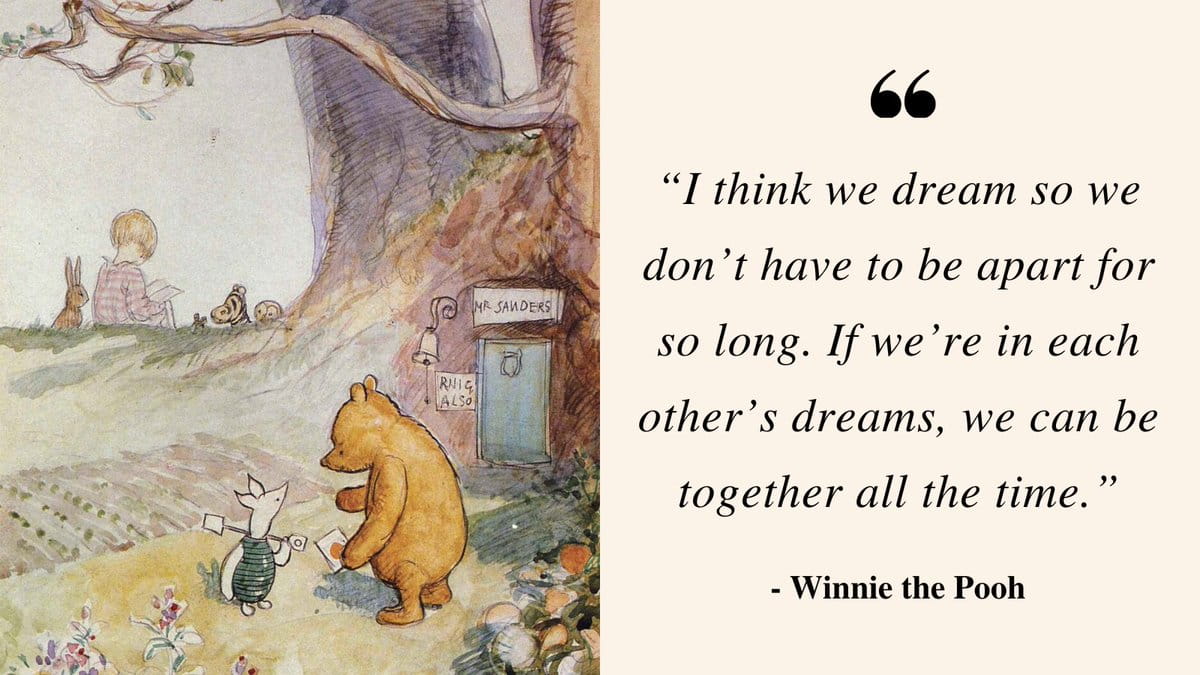 MR SANDERS
RNIG
ALSO
❝
“I think we dream so we
don’t have to be apart for
so long. If we’re in each
other’s dreams, we can be
together all the time.”
- Winnie the Pooh